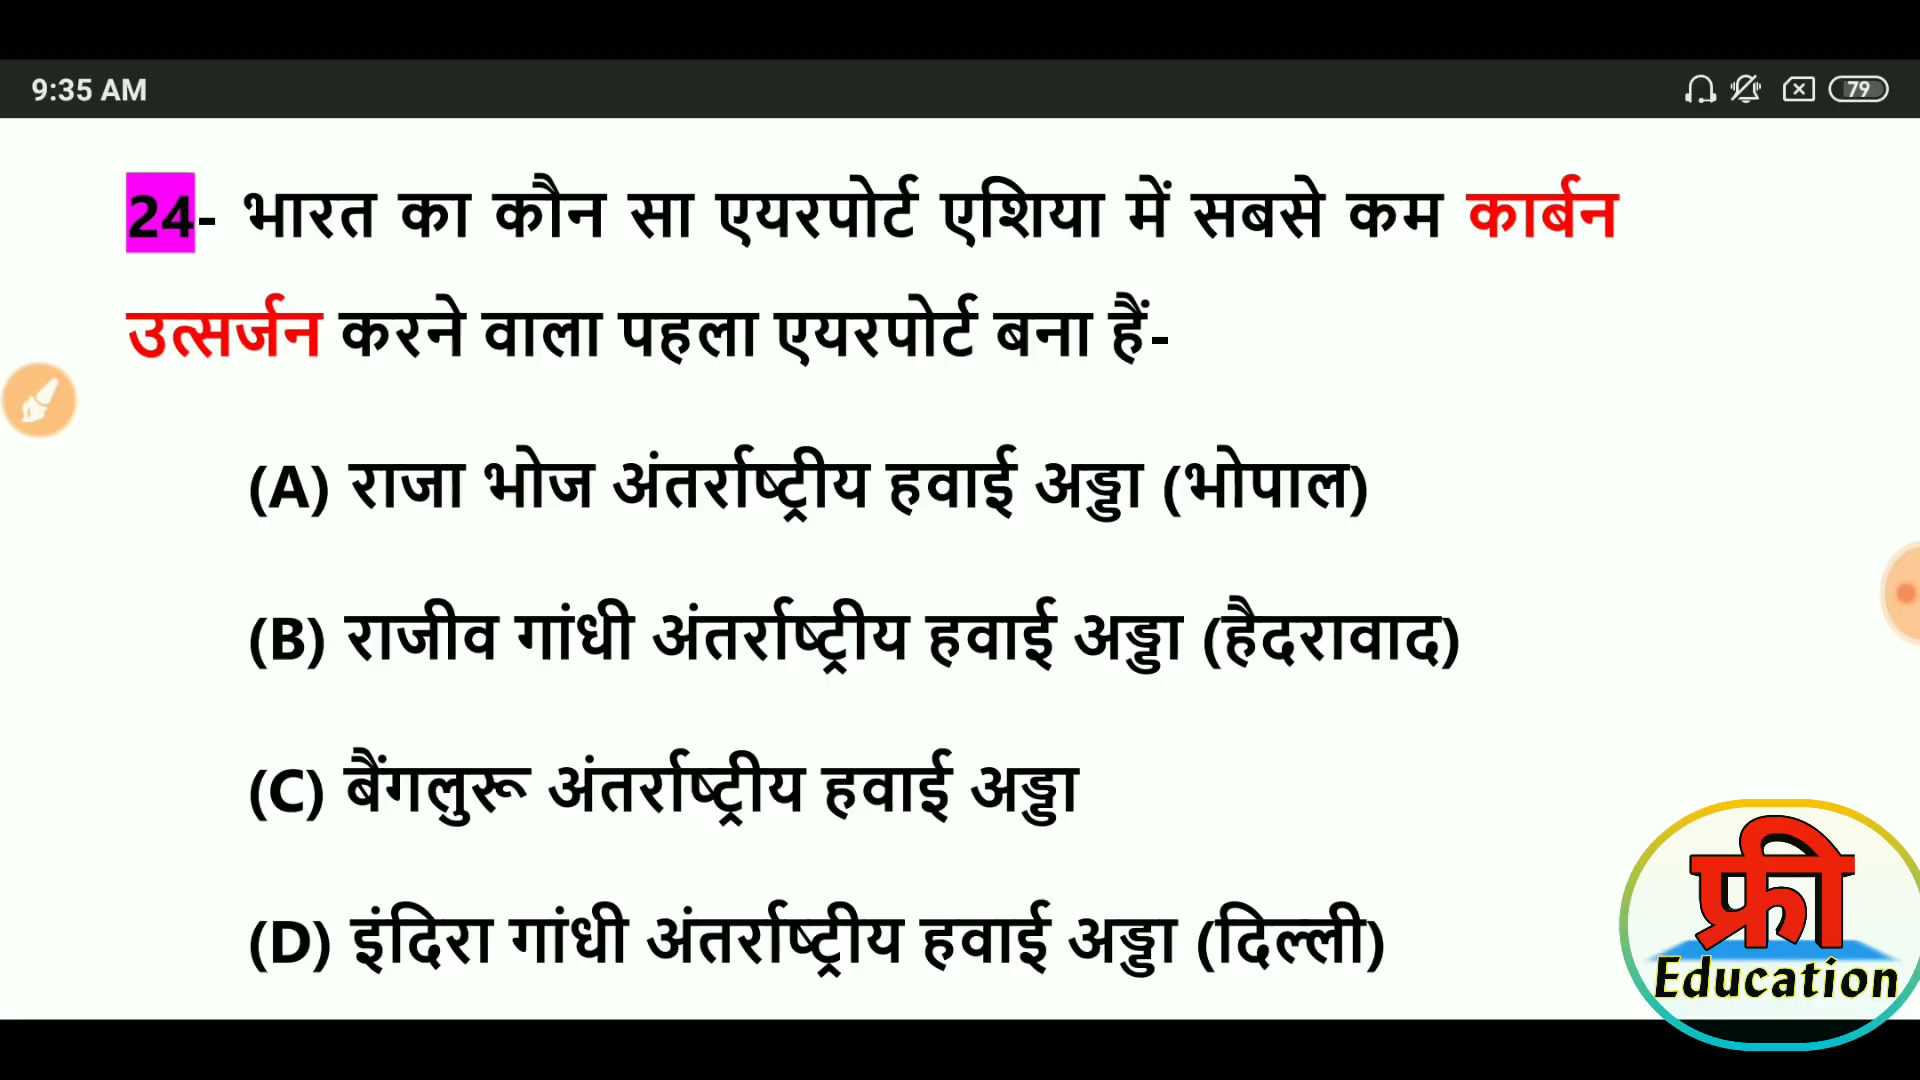 9:35 AM
79
24- भारत का कौन सा एयरपोर्ट एशिया में सबसे कम कार्बन
उत्सर्जन करने वाला पहला एयरपोर्ट बना हैं-
(A) राजा भोज अंतर्राष्ट्रीय हवाई अड्डा (भोपाल)
(B) राजीव गांधी अंतर्राष्ट्रीय हवाई अड्डा (हैदरावाद)
(C) बैंगलुरू अंतर्राष्ट्रीय हवाई अड्डा
(D) इंदिरा गांधी अंतर्राष्ट्रीय हवाई अड्डा (दिल्ली)
फ्री
Education